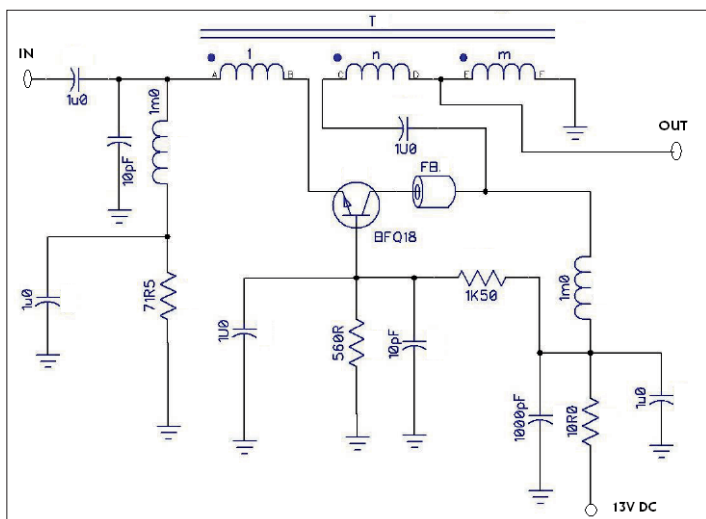 T
IN
1
n
m
A
B
C
D
E
F
1u0
1m0
10pF
1U0
OUT
FB.
BFQ18
1u0
71R5
1U0
560R
10pF
1K50
1m0
1000pF
10R0
1u0
13V DC